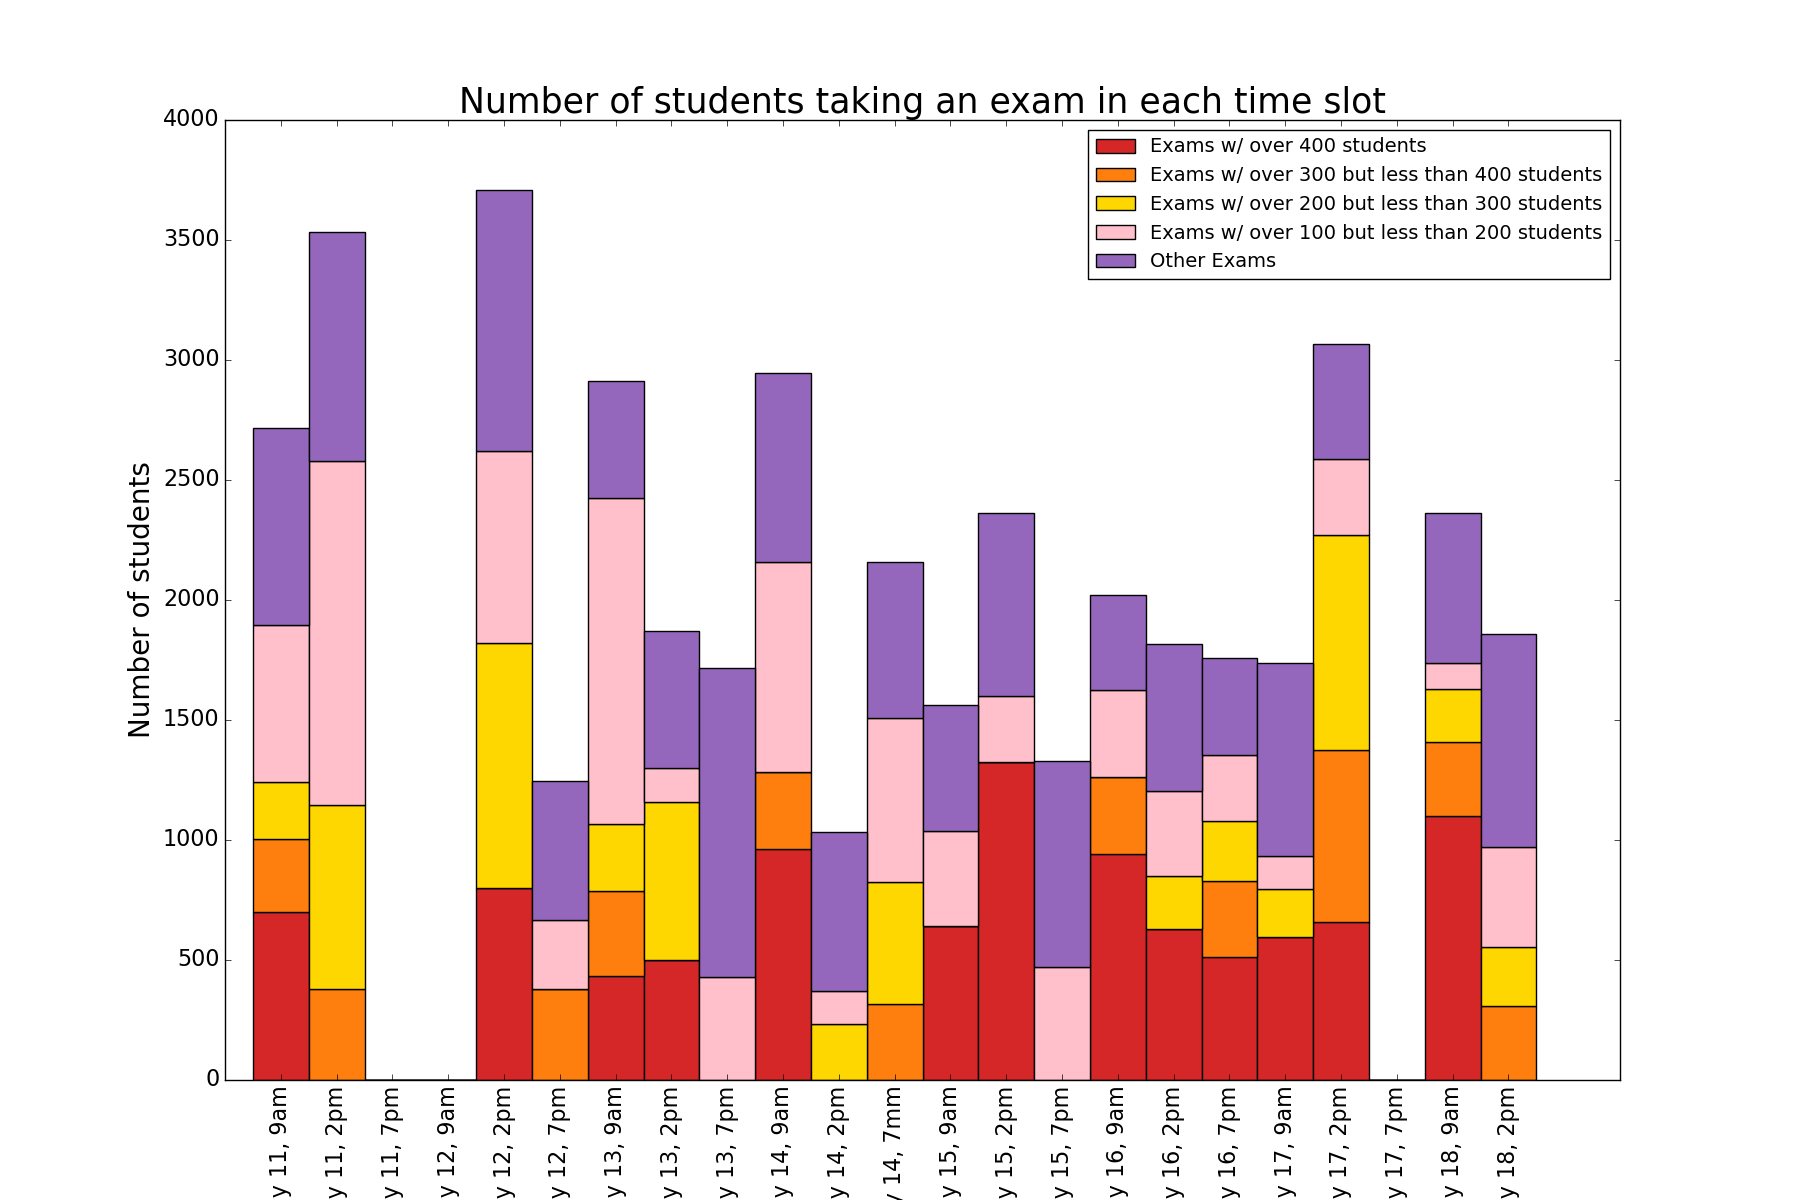 Number of students taking an exam in each time slot
Number of students
4000
3500
3000
2500
2000
1500
1000
500
0
Exams w/ over 400 students
Exams w/ over 300 but less than 400 students
Exams w/ over 200 but less than 300 students
Exams w/ over 100 but less than 200 students
Other Exams
y 11, 9am
y 11, 2pm
y 11, 7pm
y 12, 9am
y 12, 2pm
y 12, 7pm
y 13, 9am
y 13, 2pm
y 13, 7pm
y 14, 9am
y 14, 2pm
y 14, 7mm
y 15, 9am
y 15, 2pm
y 15, 7pm
y 16, 9am
y 16, 2pm
y 16, 7pm
y 17, 9am
y 17, 2pm
y 17, 7pm
y 18, 9am
y 18, 2pm